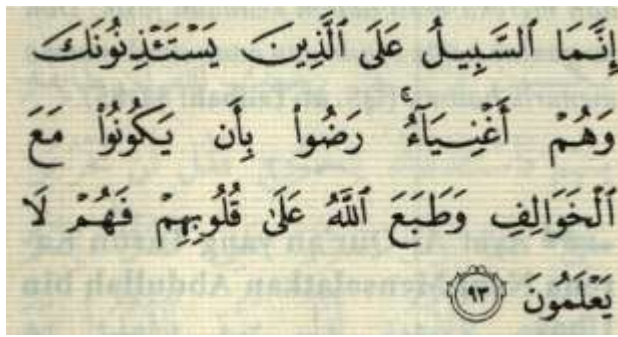 إِنَّمَا ٱلسَّبِيلُ عَلَى ٱلَّذِينَ يَسْتَـْٔذِنُونَكَ
وَهُمْ أَغْنِيَآءُ ۚ رَضُوا۟ بِأَن يَكُونُوا۟ مَعَ
ٱلْخَوَالِفِ وَطَبَعَ ٱللَّهُ عَلَىٰ قُلُوبِهِمْ فَهُمْ لَا
يَعْلَمُونَ ٩٣